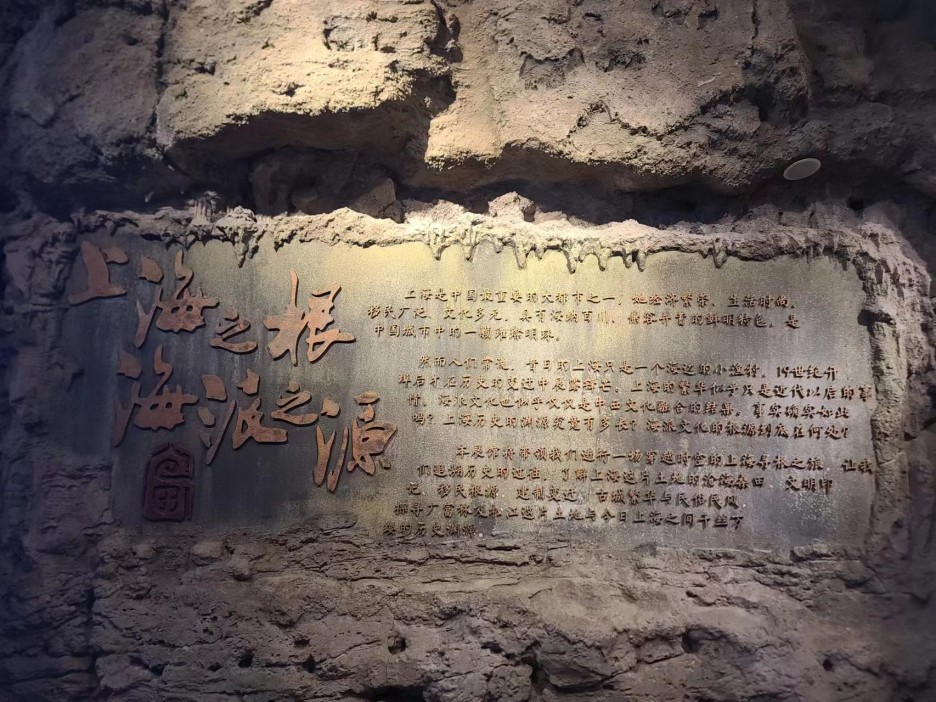 上海之根
海派之源
上海是中国最重要的大都市之一，她经济繁荣、生活时尚、
移民广泛、文化多元，具有海纳百川、兼容并蓄的鲜明特色，是
中国城市中的一颗璀璨明珠。
然而人们常说，昔日的上海只是一个海边的小渔村，19世纪开
埠后才在历史的变迁中展露锋芒，上海的繁华似乎只是近代以后的事
情，海派文化也似乎仅仅是中西文化融合的结果。事实确实如此
吗？上海历史的渊源究竟有多长？海派文化的根源到底在何处？
本展馆将带领我们进行一场穿越时空的上海寻根之旅，让我
们追溯历史的过往，了解上海这片土地的沧海桑田、文明印
记、移民根源、建制变迁、古城繁华与民俗民风
探寻广富林及松江这片土地与今日上海之间千丝万
缕的历史渊源